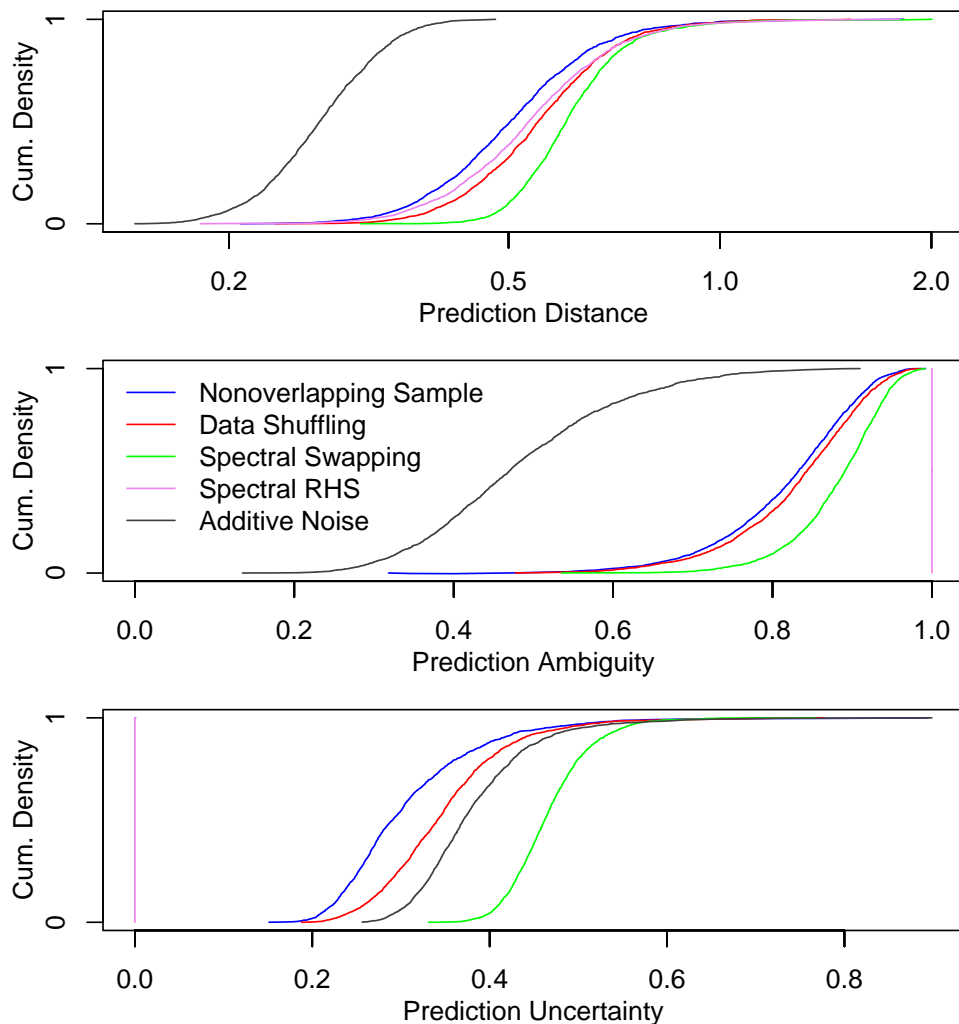 1
Cum. Density
0
0.2 0.5 1.0 2.0
Prediction Distance
1
Cum. Density
0
Nonoverlapping Sample
Data Shuffling
Spectral Swapping
Spectral RHS
Additive Noise
0.0 0.2 0.4 0.6 0.8 1.0
Prediction Ambiguity
1
Cum. Density
0
0.0 0.2 0.4 0.6 0.8
Prediction Uncertainty